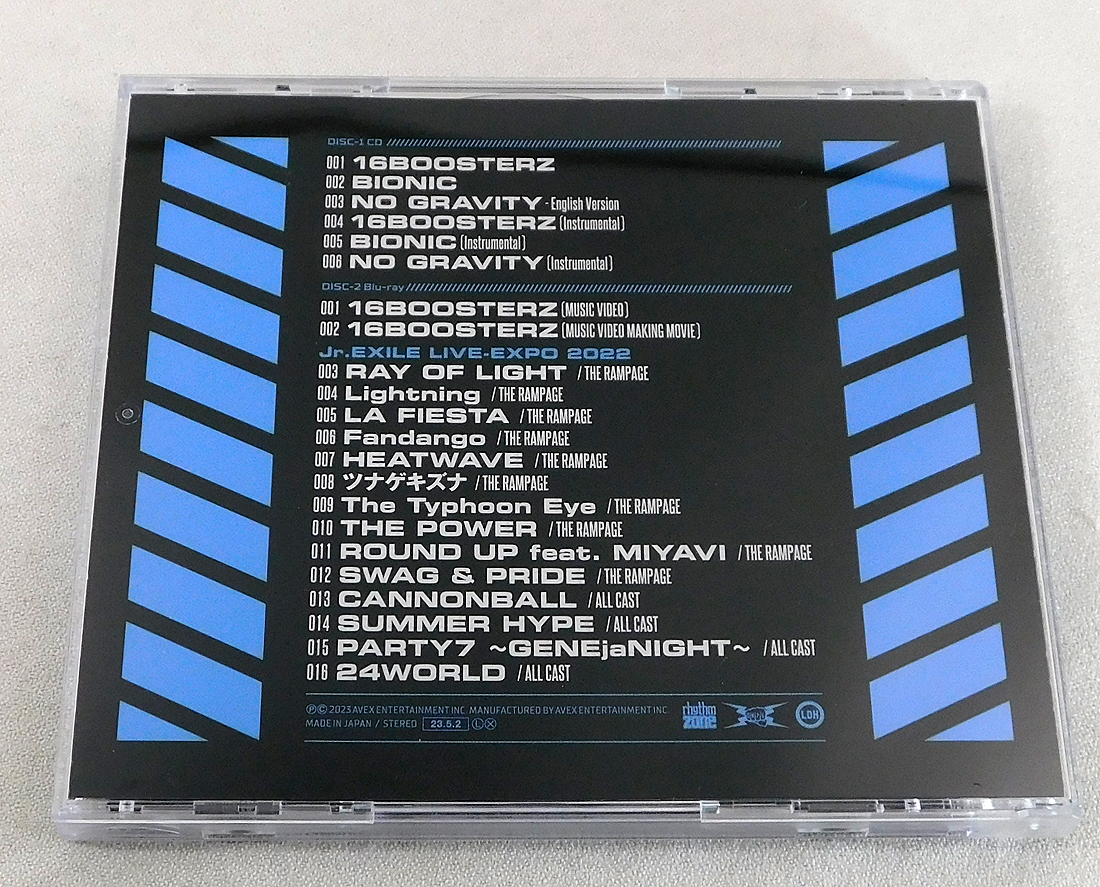 DISC-1 CD
001 16BOOSTERZ
002 BIONIC
003 NO GRAVITY - English Version
004 16BOOSTERZ (Instrumental)
005 BIONIC (Instrumental)
006 NO GRAVITY (Instrumental)
DISC-2 Blu-ray
001 16BOOSTERZ (MUSIC VIDEO)
002 16BOOSTERZ (MUSIC VIDEO MAKING MOVIE)
Jr.EXILE LIVE-EXPO 2022
003 RAY OF LIGHT / THE RAMPAGE
004 Lightning / THE RAMPAGE
005 LA FIESTA / THE RAMPAGE
006 Fandango / THE RAMPAGE
007 HEATWAVE / THE RAMPAGE
008 ツナゲキズナ / THE RAMPAGE
009 The Typhoon Eye / THE RAMPAGE
010 THE POWER / THE RAMPAGE
011 ROUND UP feat. MIYAVI / THE RAMPAGE
012 SWAG & PRIDE / THE RAMPAGE
013 CANNONBALL / ALL CAST
014 SUMMER HYPE / ALL CAST
015 PARTY7 ~GENEjaNIGHT~ / ALL CAST
016 24WORLD / ALL CAST
℗© 2023 AVEX ENTERTAINMENT INC. MANUFACTURED BY AVEX ENTERTAINMENT INC.
MADE IN JAPAN / STEREO 23.5.2 Ⓛⓧ
rhythm zone
LDH